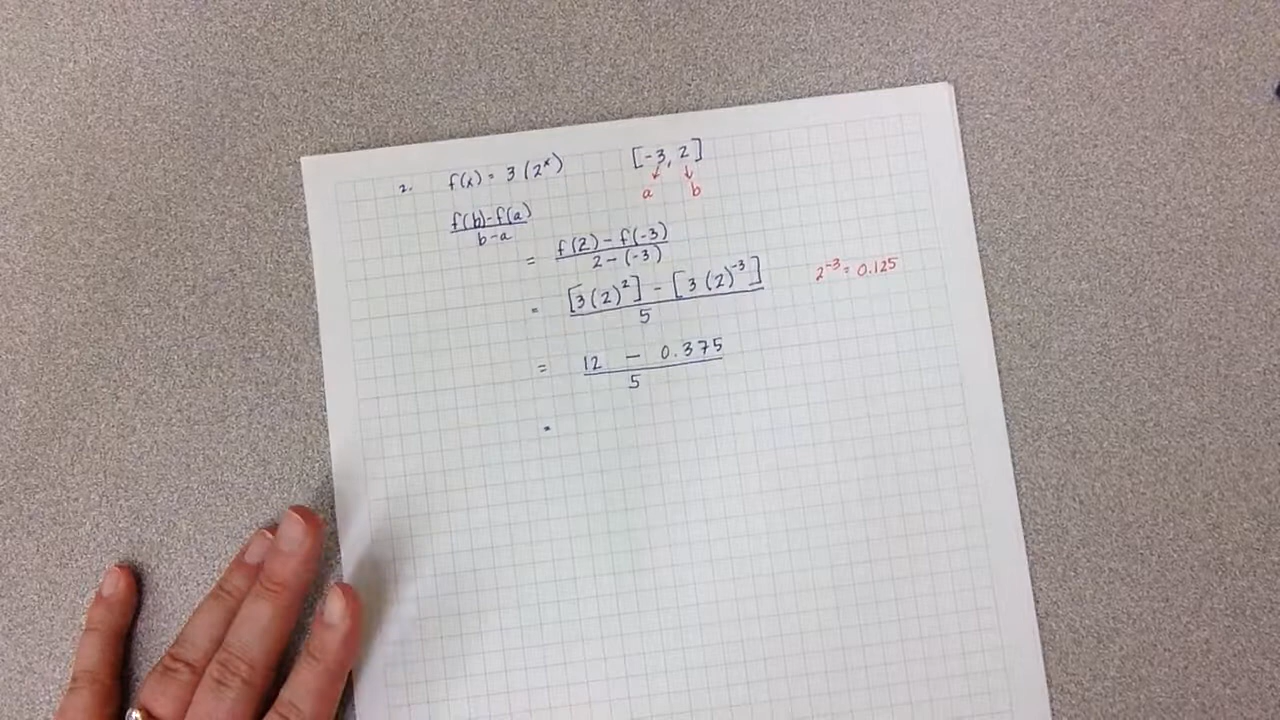 2. f(x) = 3 (2ˣ) [-3, 2]
a b
f(b)-f(a) / b-a
= f(2) - f(-3) / 2 - (-3)
= [3(2)²] - [3(2)⁻³] / 5 2⁻³ = 0.125
= 12 - 0.375 / 5